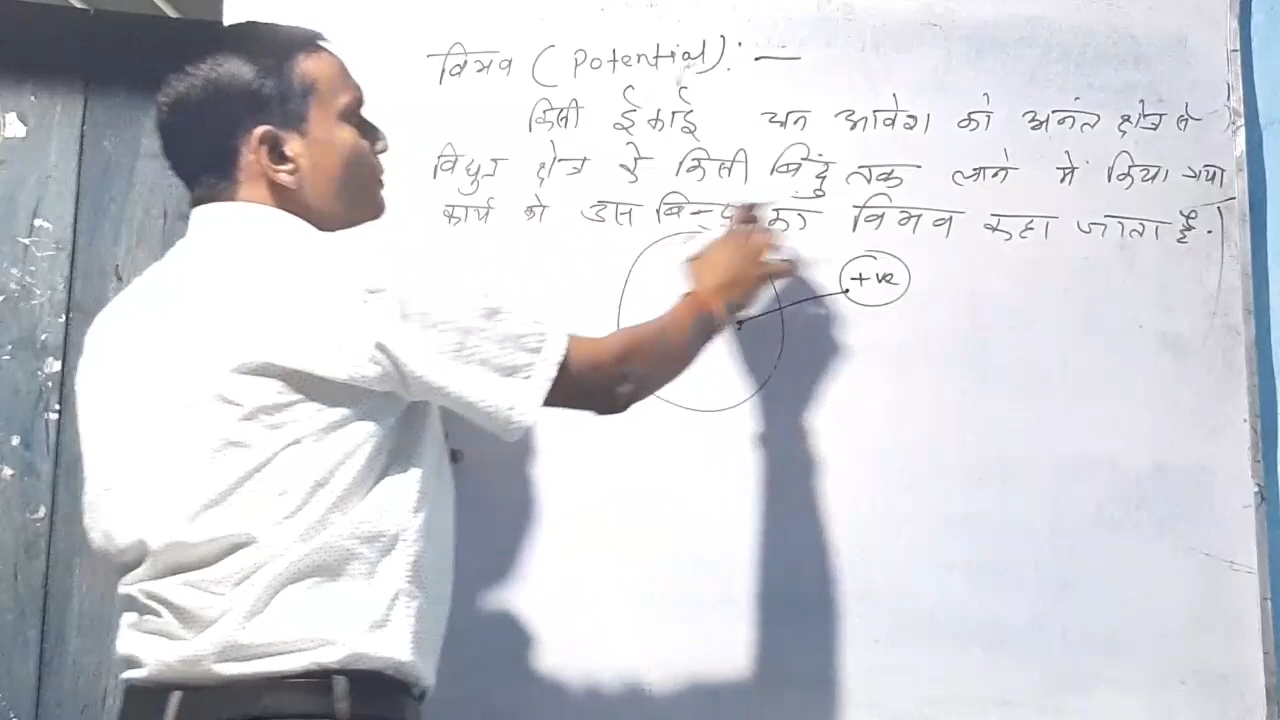 विभव ( Potential ) : —
किसी ईकाई धन आवेश को अनंत क्षेत्र से
विद्युत क्षेत्र के किसी बिंदु तक लाने में किया गया
कार्य को उस बिन्दु का विभव कहा जाता है।
+ve